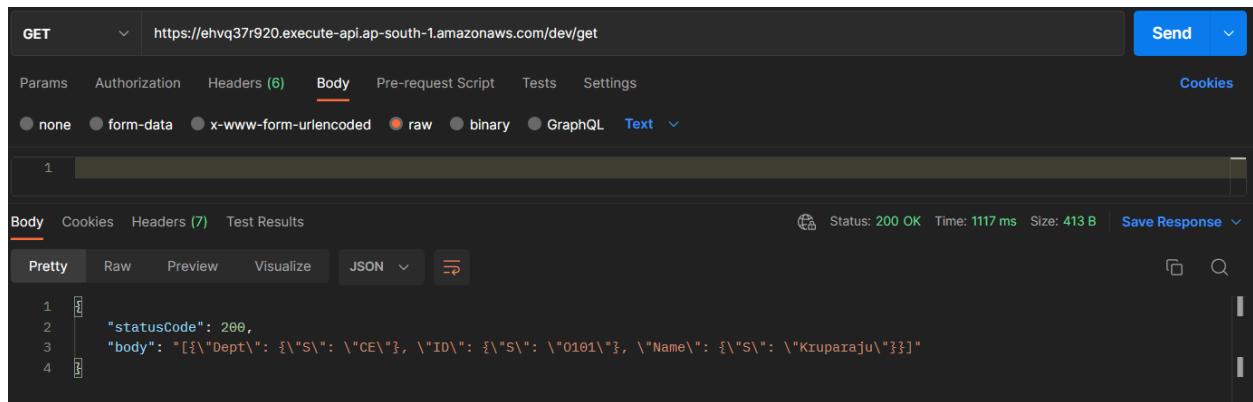 GET https://ehvq37r920.execute-api.ap-south-1.amazonaws.com/dev/get Send
Params Authorization Headers (6) Body Pre-request Script Tests Settings Cookies
none form-data x-www-form-urlencoded raw binary GraphQL Text
1
Body Cookies Headers (7) Test Results Status: 200 OK Time: 1117 ms Size: 413 B Save Response
Pretty Raw Preview Visualize JSON
1 {
2 "statusCode": 200,
3 "body": "[{\"Dept\": {\"S\": \"CE\"}, \"ID\": {\"S\": \"O101\"}, \"Name\": {\"S\": \"Kruparaju\"}}]"
4 }